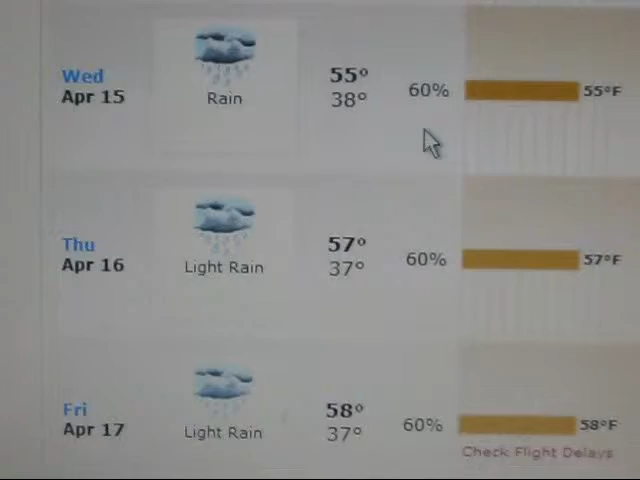 Wed
Apr 15
Rain
55°
38°
60%
55°F
Thu
Apr 16
Light Rain
57°
37°
60%
57°F
Fri
Apr 17
Light Rain
58°
37°
60%
58°F
Check Flight Delays